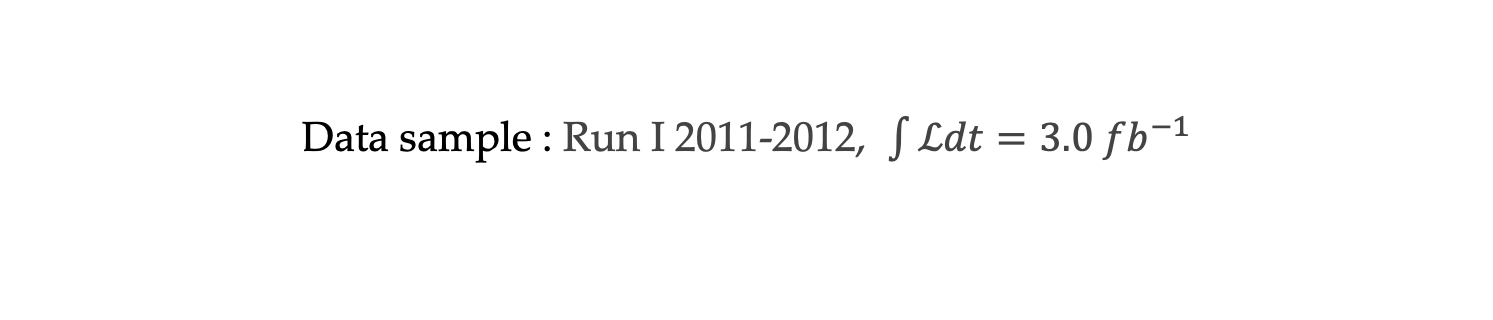 Data sample : Run I 2011-2012, ∫ ℒdt = 3.0 fb⁻¹